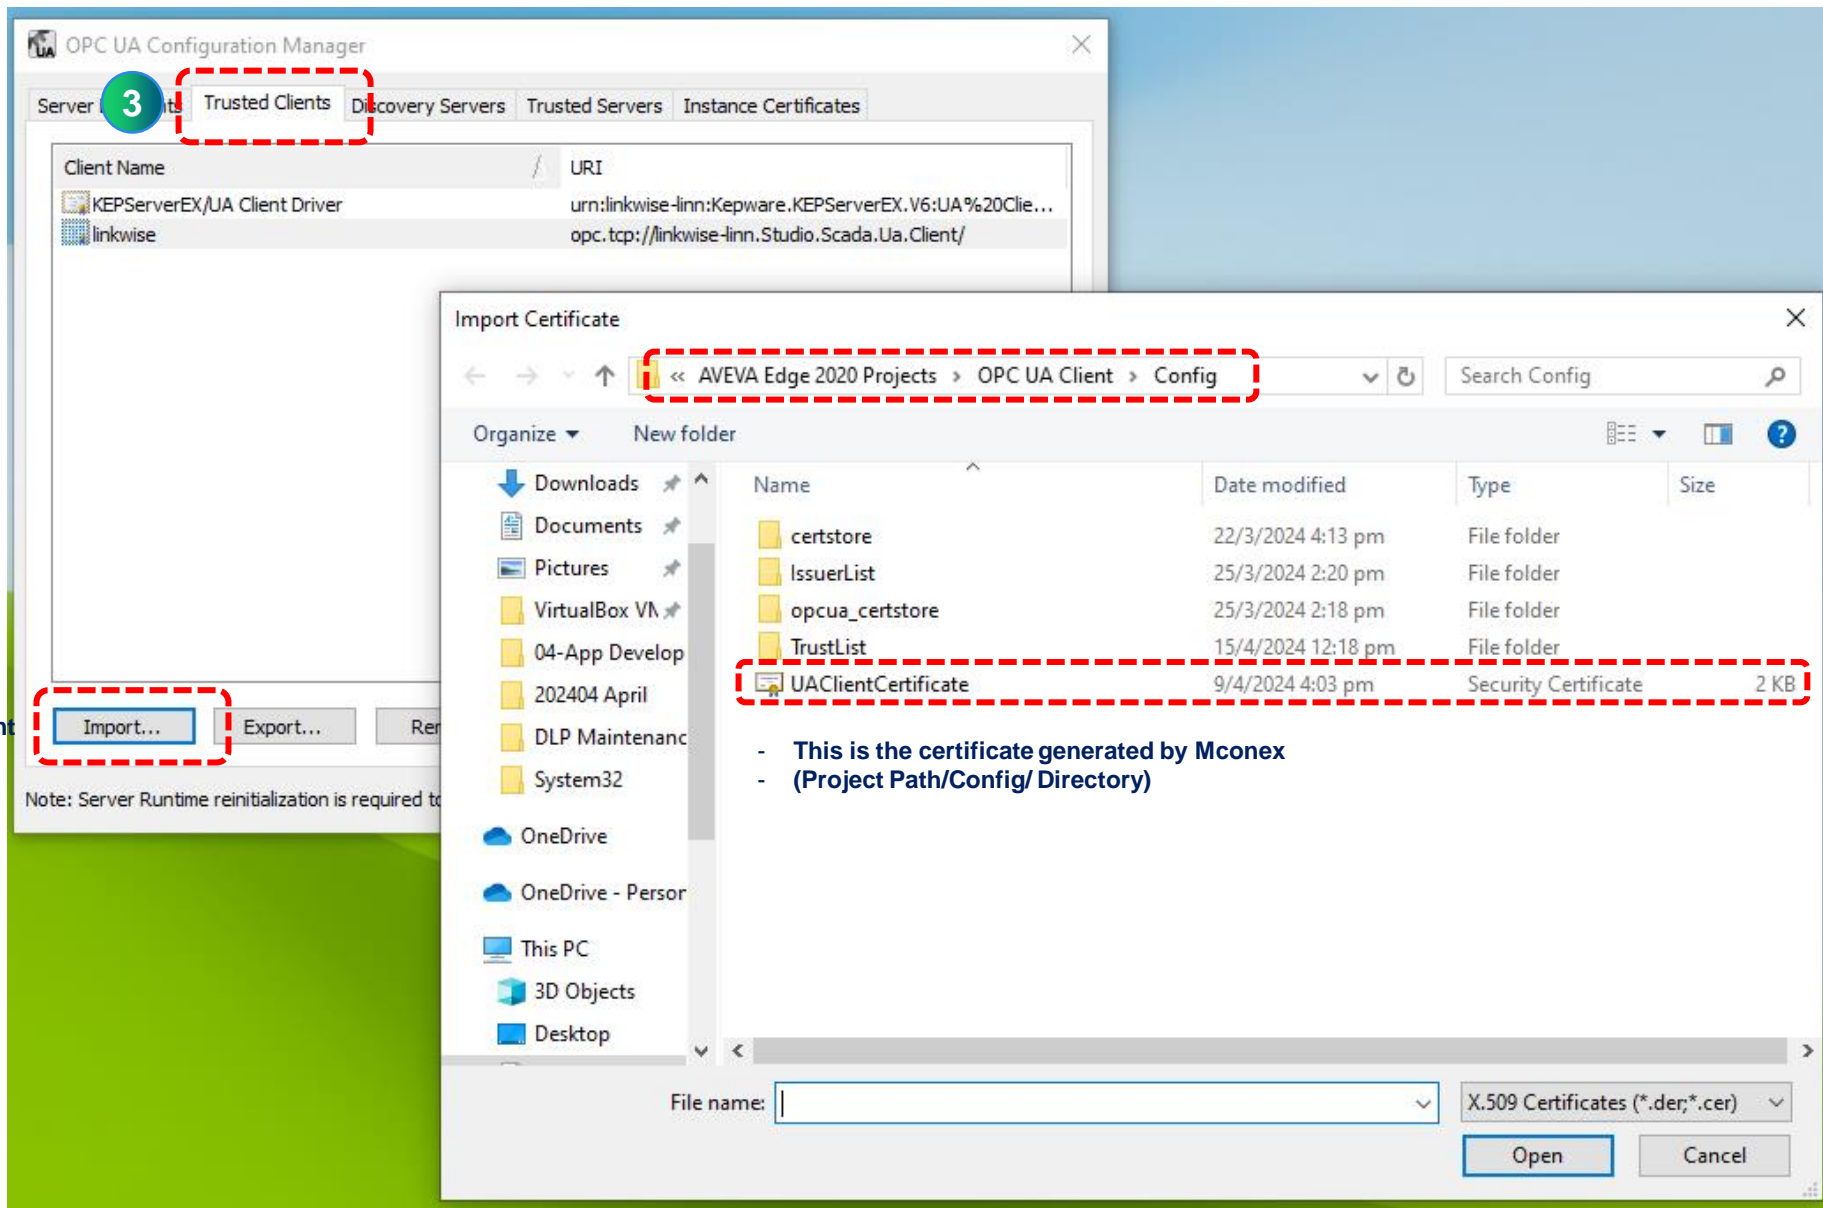 OPC UA Configuration Manager
3
Server
ts
Trusted Clients
Discovery Servers
Trusted Servers
Instance Certificates
Client Name
URI
KEPServerEX/UA Client Driver
urn:linkwise-linn:Kepware.KEPServerEX.V6:UA%20Clie...
linkwise
opc.tcp://linkwise-linn.Studio.Scada.Ua.Client/
Import...
Export...
Note: Server Runtime reinitialization is required
Import Certificate
« AVEVA Edge 2020 Projects > OPC UA Client > Config
Search Config
Organize
New folder
Downloads
Documents
Pictures
VirtualBox
04-App Develop
202404 April
DLP Maintenanc
System32
OneDrive
OneDrive - Person
This PC
3D Objects
Desktop
Name
Date modified
Type
Size
certstore
22/3/2024 4:13 pm
File folder
IssuerList
25/3/2024 2:20 pm
File folder
opcua_certstore
25/3/2024 2:18 pm
File folder
TrustList
15/4/2024 12:18 pm
File folder
UAClientCertificate
9/4/2024 4:03 pm
Security Certificate
2 KB
- This is the certificate generated by Mconex
- (Project Path/Config/ Directory)
File name:
X.509 Certificates (*.der;*.cer)
Open
Cancel